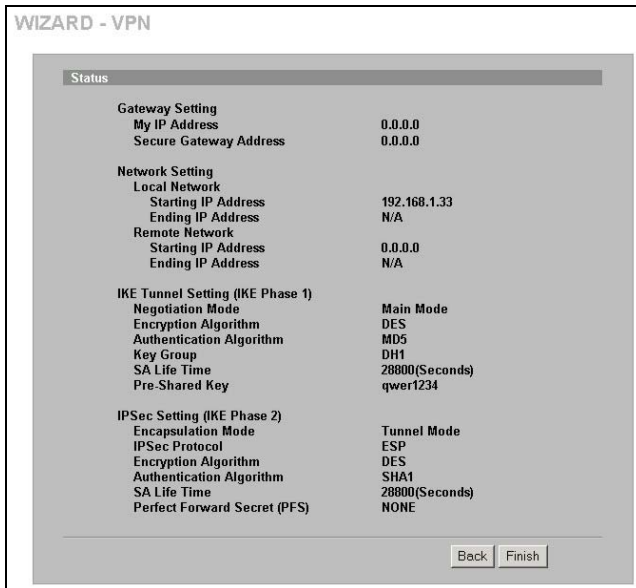 WIZARD - VPN
Status
Gateway Setting
My IP Address 0.0.0.0
Secure Gateway Address 0.0.0.0
Network Setting
Local Network
Starting IP Address 192.168.1.33
Ending IP Address N/A
Remote Network
Starting IP Address 0.0.0.0
Ending IP Address N/A
IKE Tunnel Setting (IKE Phase 1)
Negotiation Mode Main Mode
Encryption Algorithm DES
Authentication Algorithm MD5
Key Group DH1
SA Life Time 28800(Seconds)
Pre-Shared Key qwer1234
IPSec Setting (IKE Phase 2)
Encapsulation Mode Tunnel Mode
IPSec Protocol ESP
Encryption Algorithm DES
Authentication Algorithm SHA1
SA Life Time 28800(Seconds)
Perfect Forward Secret (PFS) NONE
Back Finish